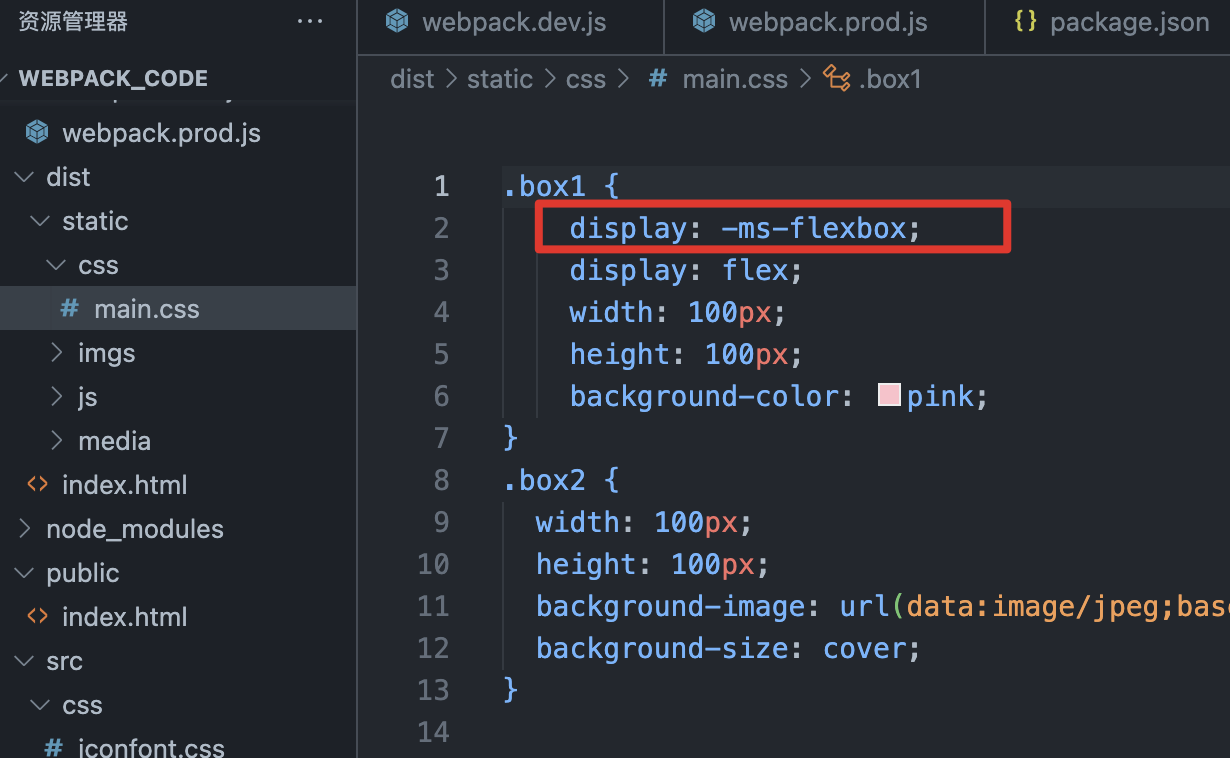 资源管理器 ···
WEBPACK_CODE
webpack.prod.js
dist
static
css
# main.css
imgs
js
media
<> index.html
node_modules
public
<> index.html
src
css
# iconfont.css
webpack.dev.js
webpack.prod.js
{} package.json
dist > static > css > # main.css > .box1
1 .box1 {
2 display: -ms-flexbox;
3 display: flex;
4 width: 100px;
5 height: 100px;
6 background-color: pink;
7 }
8 .box2 {
9 width: 100px;
10 height: 100px;
11 background-image: url(data:image/jpeg;bas
12 background-size: cover;
13 }
14